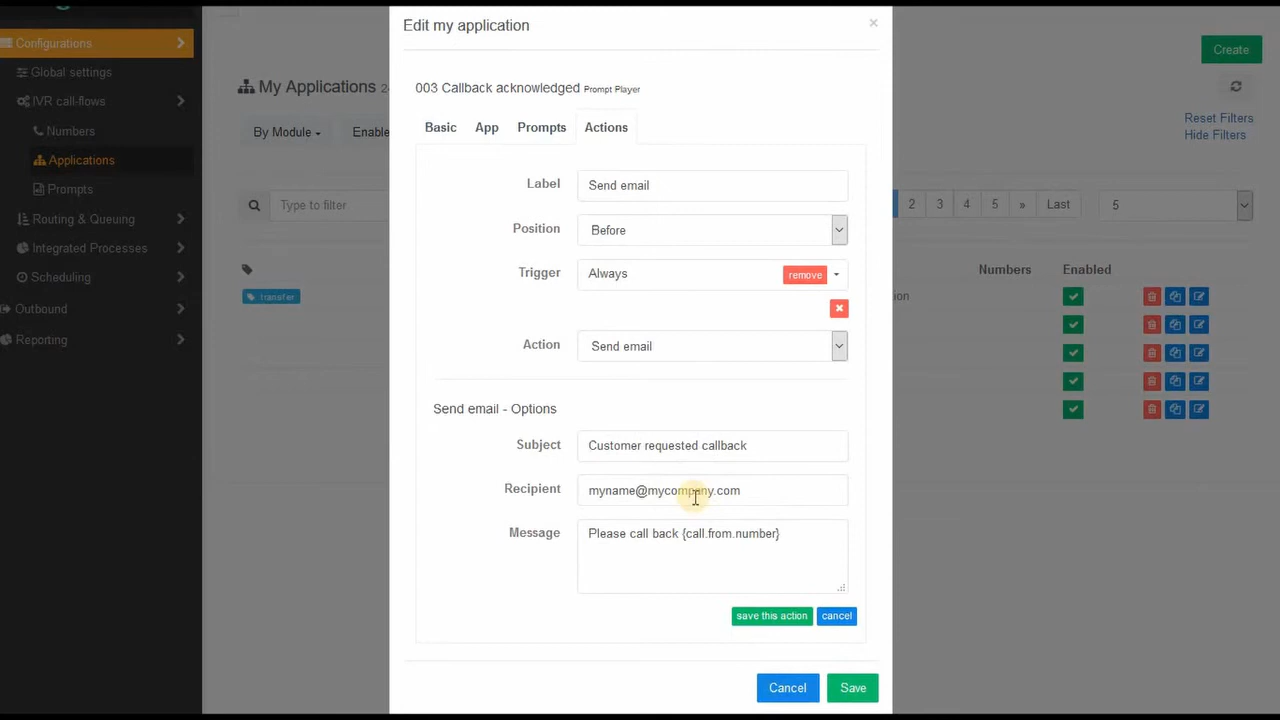 Edit my application
×
Configurations
Create
Global settings
My Applications
003 Callback acknowledged Prompt Player
IVR call-flows
Reset Filters
Basic App Prompts Actions
Numbers
By Module
Hide Filters
Applications
Label Send email
Prompts
Type to filter
2 3 4 5 » Last 5
Routing & Queuing
Position Before
Integrated Processes
Trigger Always remove
Numbers Enabled
Scheduling
transfer
Outbound
Reporting
Action Send email
Send email - Options
Subject Customer requested callback
Recipient myname@mycompany.com
Message Please call back {call.from.number}
save this action cancel
Cancel Save